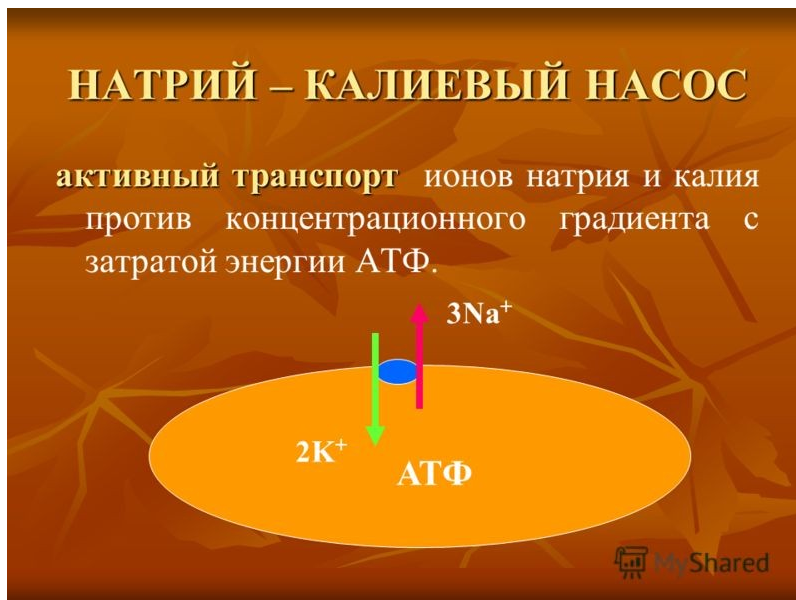 НАТРИЙ – КАЛИЕВЫЙ НАСОС
активный транспорт ионов натрия и калия
против концентрационного градиента с
затратой энергии АТФ.
3Na⁺
2K⁺
АТФ
MyShared